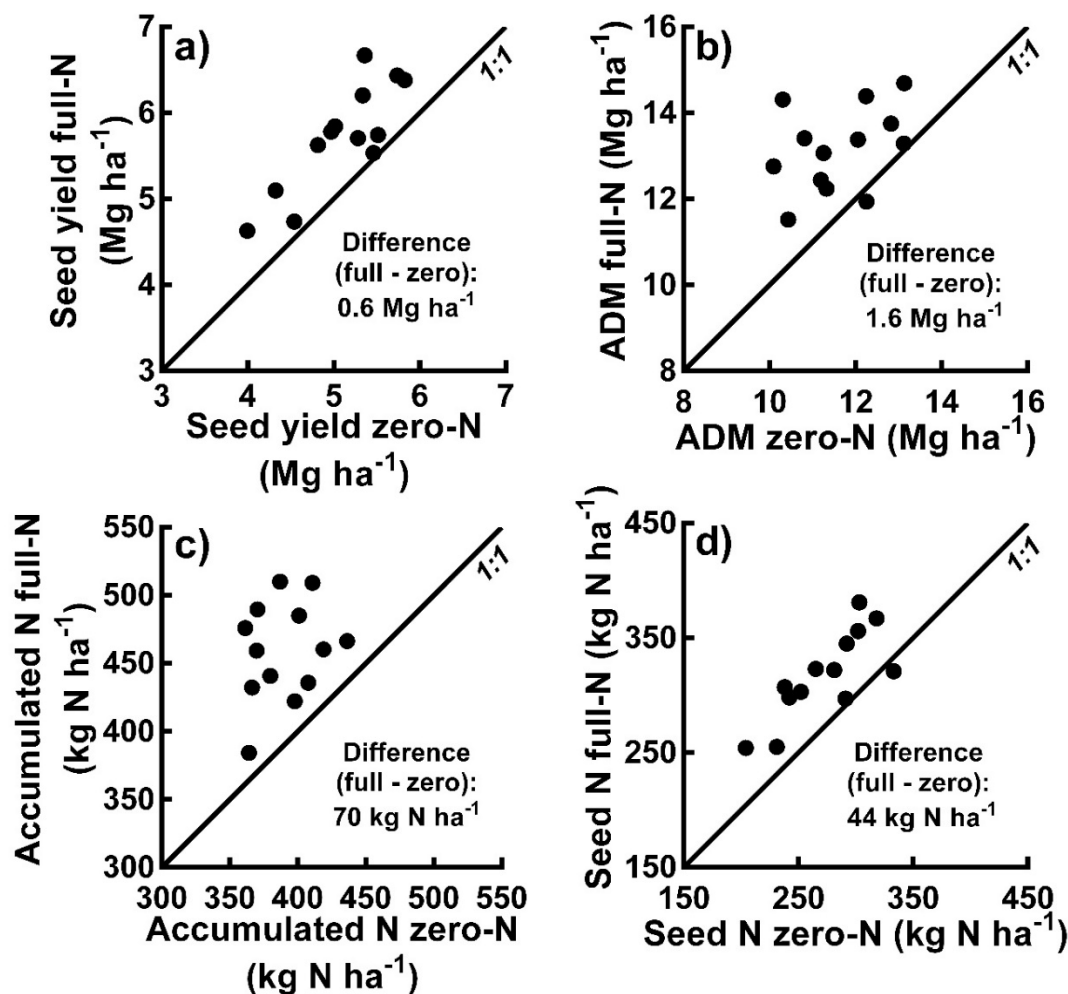 a)
Seed yield full-N
(Mg ha⁻¹)
7
6
5
4
3
1:1
Difference
(full - zero):
0.6 Mg ha⁻¹
3 4 5 6 7
Seed yield zero-N
(Mg ha⁻¹)
b)
ADM full-N (Mg ha⁻¹)
16
14
12
10
8
1:1
Difference
(full - zero):
1.6 Mg ha⁻¹
8 10 12 14 16
ADM zero-N (Mg ha⁻¹)
c)
Accumulated N full-N
(kg N ha⁻¹)
550
500
450
400
350
300
1:1
Difference
(full - zero):
70 kg N ha⁻¹
300 350 400 450 500 550
Accumulated N zero-N
(kg N ha⁻¹)
d)
Seed N full-N (kg N ha⁻¹)
450
350
250
150
1:1
Difference
(full - zero):
44 kg N ha⁻¹
150 250 350 450
Seed N zero-N (kg N ha⁻¹)